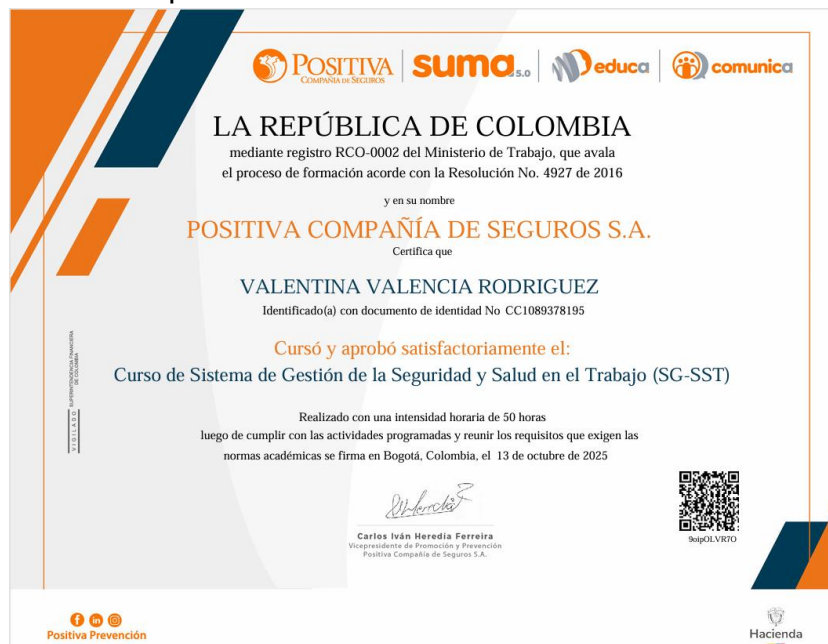 POSITIVA
COMPAÑÍA DE SEGUROS
suma 5.0
educa
comunica
LA REPÚBLICA DE COLOMBIA
mediante registro RCO-0002 del Ministerio de Trabajo, que avala
el proceso de formación acorde con la Resolución No. 4927 de 2016
y en su nombre
POSITIVA COMPAÑÍA DE SEGUROS S.A.
Certifica que
VALENTINA VALENCIA RODRIGUEZ
Identificado(a) con documento de identidad No CC1089378195
Cursó y aprobó satisfactoriamente el:
Curso de Sistema de Gestión de la Seguridad y Salud en el Trabajo (SG-SST)
VIGILADO SUPERINTENDENCIA FINANCIERA
DE COLOMBIA
Realizado con una intensidad horaria de 50 horas
luego de cumplir con las actividades programadas y reunir los requisitos que exigen las
normas académicas se firma en Bogotá, Colombia, el 13 de octubre de 2025
Carlos Iván Heredia Ferreira
Vicepresidente de Promoción y Prevención
Positiva Compañía de Seguros S.A.
9oipOLVR7O
Positiva Prevención
Hacienda